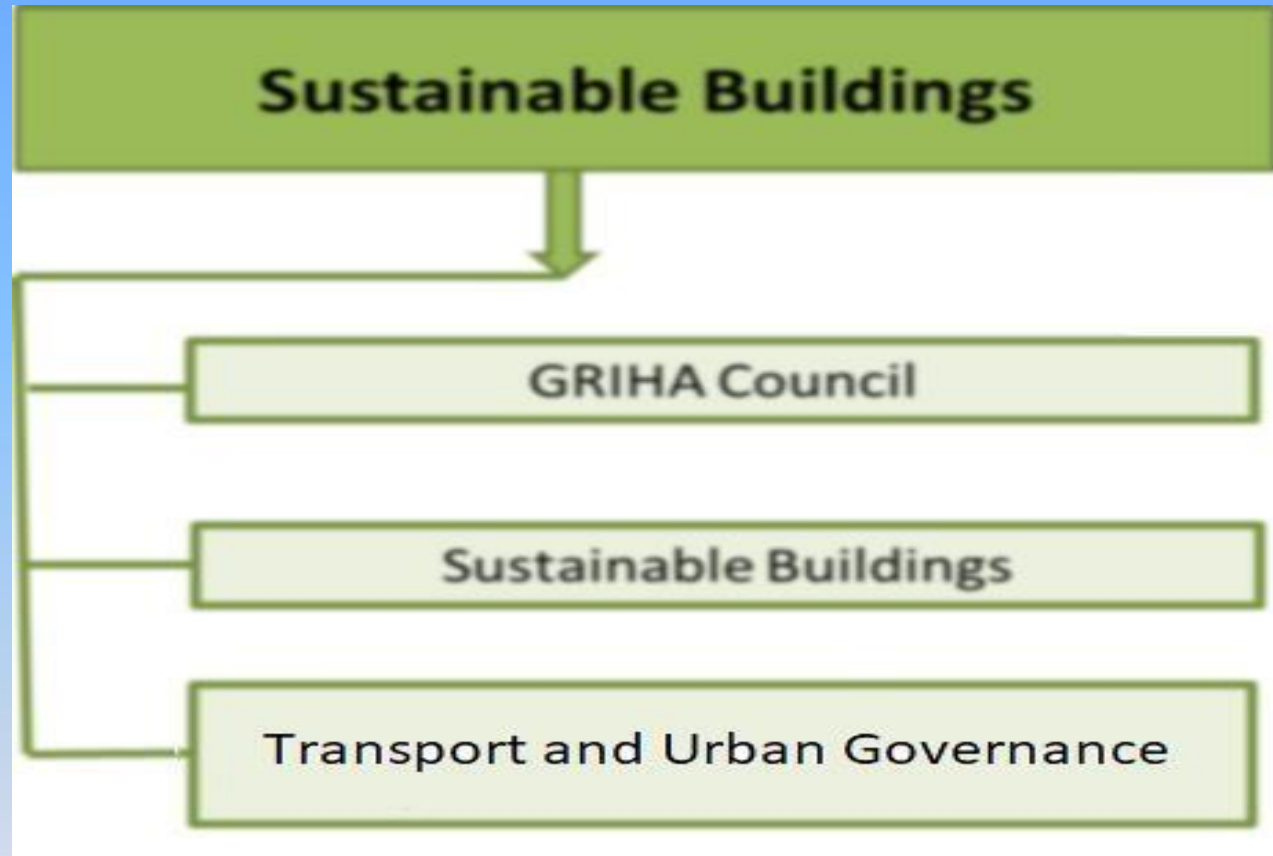 Sustainable Buildings
GRIHA Council
Sustainable Buildings
Transport and Urban Governance